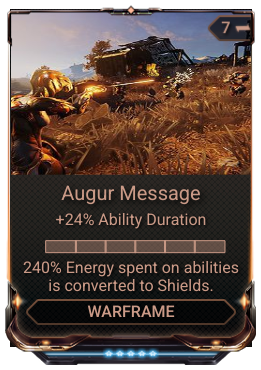 7
Augur Message
+24% Ability Duration
240% Energy spent on abilities
is converted to Shields.
WARFRAME